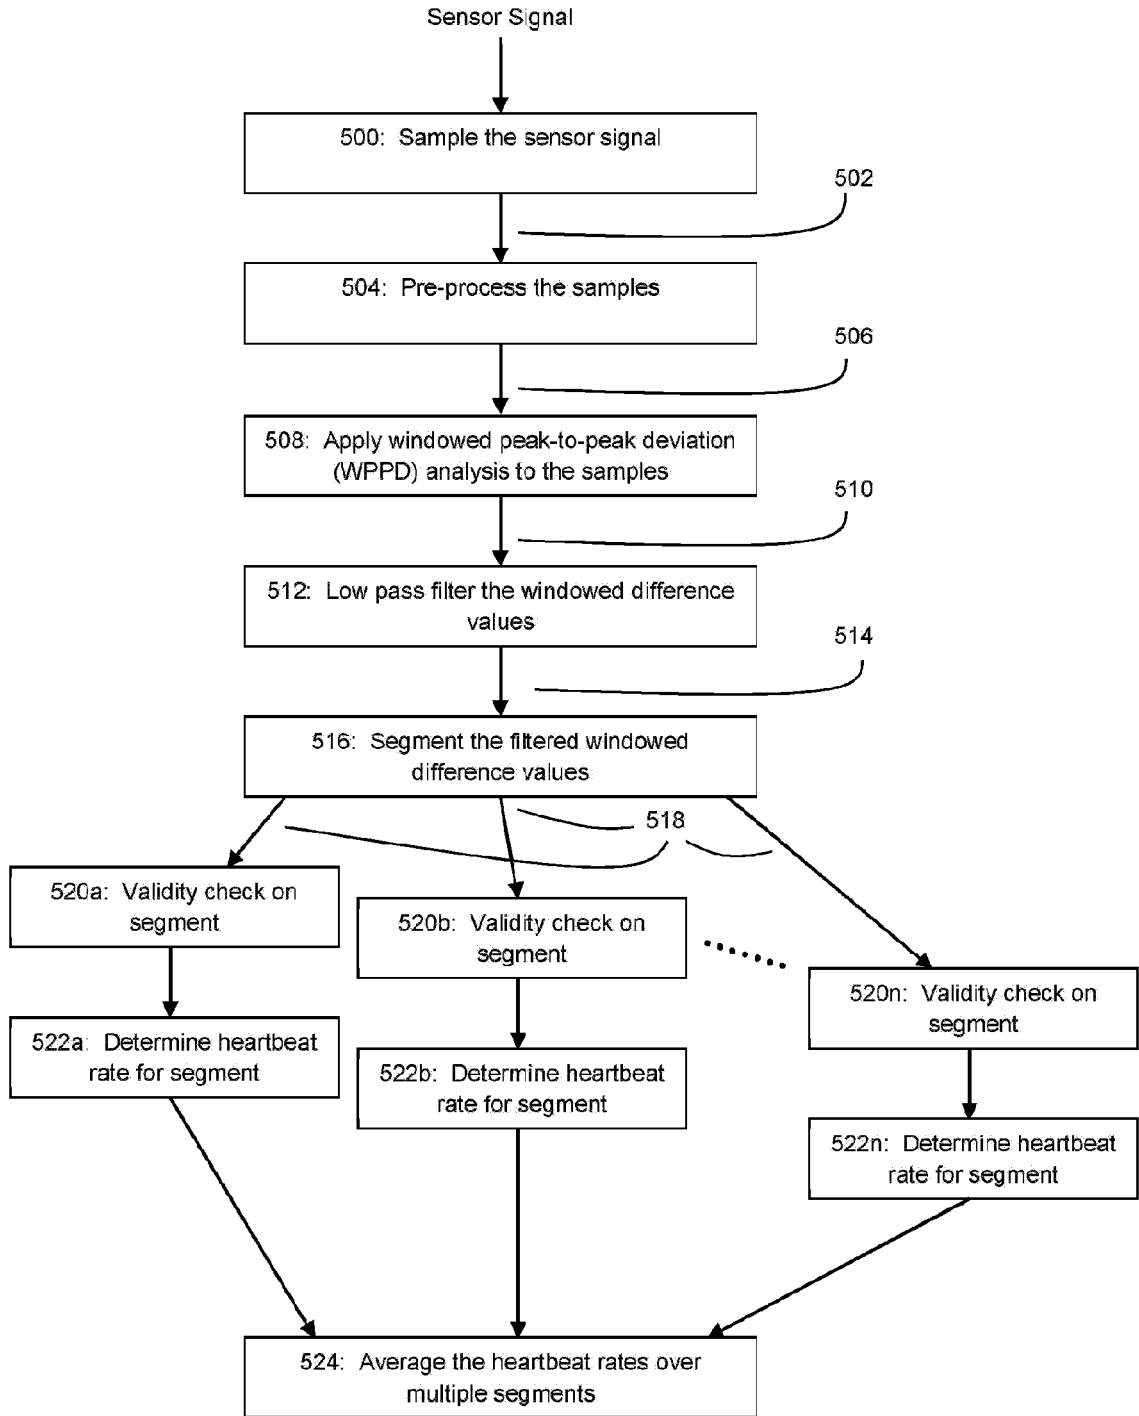 Sensor Signal
500: Sample the sensor signal
502
504: Pre-process the samples
506
508: Apply windowed peak-to-peak deviation
(WPPD) analysis to the samples
510
512: Low pass filter the windowed difference
values
514
516: Segment the filtered windowed
difference values
518
520a: Validity check on
segment
520b: Validity check on
segment
520n: Validity check on
segment
522a: Determine heartbeat
rate for segment
522b: Determine heartbeat
rate for segment
522n: Determine heartbeat
rate for segment
524: Average the heartbeat rates over
multiple segments